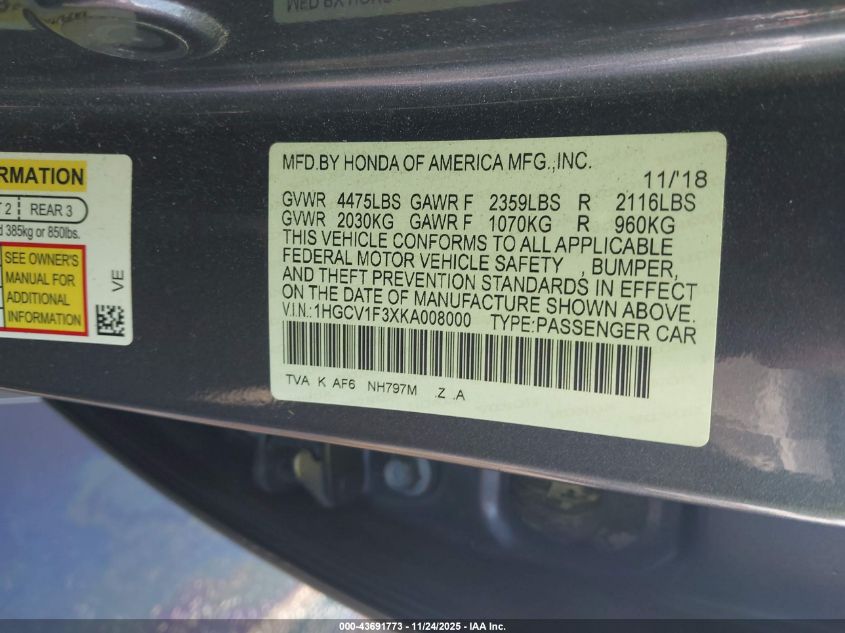 MFD.BY HONDA OF AMERICA MFG.,INC.
11/'18
GVWR 4475LBS GAWR F 2359LBS R 2116LBS
GVWR 2030KG GAWR F 1070KG R 960KG
THIS VEHICLE CONFORMS TO ALL APPLICABLE
FEDERAL MOTOR VEHICLE SAFETY , BUMPER,
AND THEFT PREVENTION STANDARDS IN EFFECT
ON THE DATE OF MANUFACTURE SHOWN ABOVE.
V.I.N.:1HGCV1F3XKA008000 TYPE:PASSENGER CAR
TVA K AF6 NH797M .Z .A
RMATION
2 REAR 3
385kg or 850lbs.
SEE OWNER'S
MANUAL FOR
ADDITIONAL
INFORMATION
VE
000-43691773 - 11/24/2025 - IAA Inc.